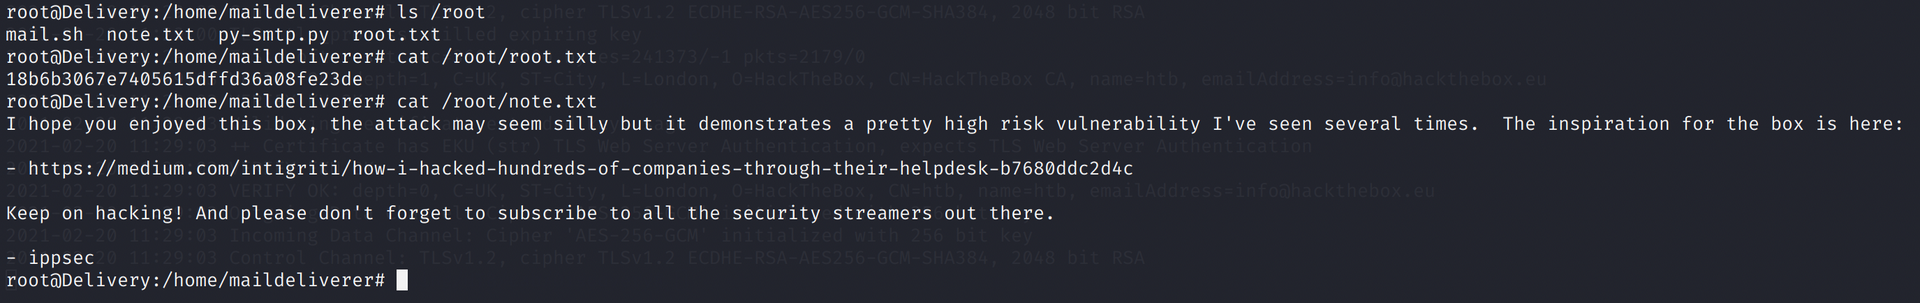 root@Delivery:/home/maildeliverer# ls /root
mail.sh  note.txt  py-smtp.py  root.txt
root@Delivery:/home/maildeliverer# cat /root/root.txt
18b6b3067e7405615dffd36a08fe23de
root@Delivery:/home/maildeliverer# cat /root/note.txt
I hope you enjoyed this box, the attack may seem silly but it demonstrates a pretty high risk vulnerability I've seen several times.  The inspiration for the box is here:
- https://medium.com/intigriti/how-i-hacked-hundreds-of-companies-through-their-helpdesk-b7680ddc2d4c
Keep on hacking! And please don't forget to subscribe to all the security streamers out there.
- ippsec
root@Delivery:/home/maildeliverer#